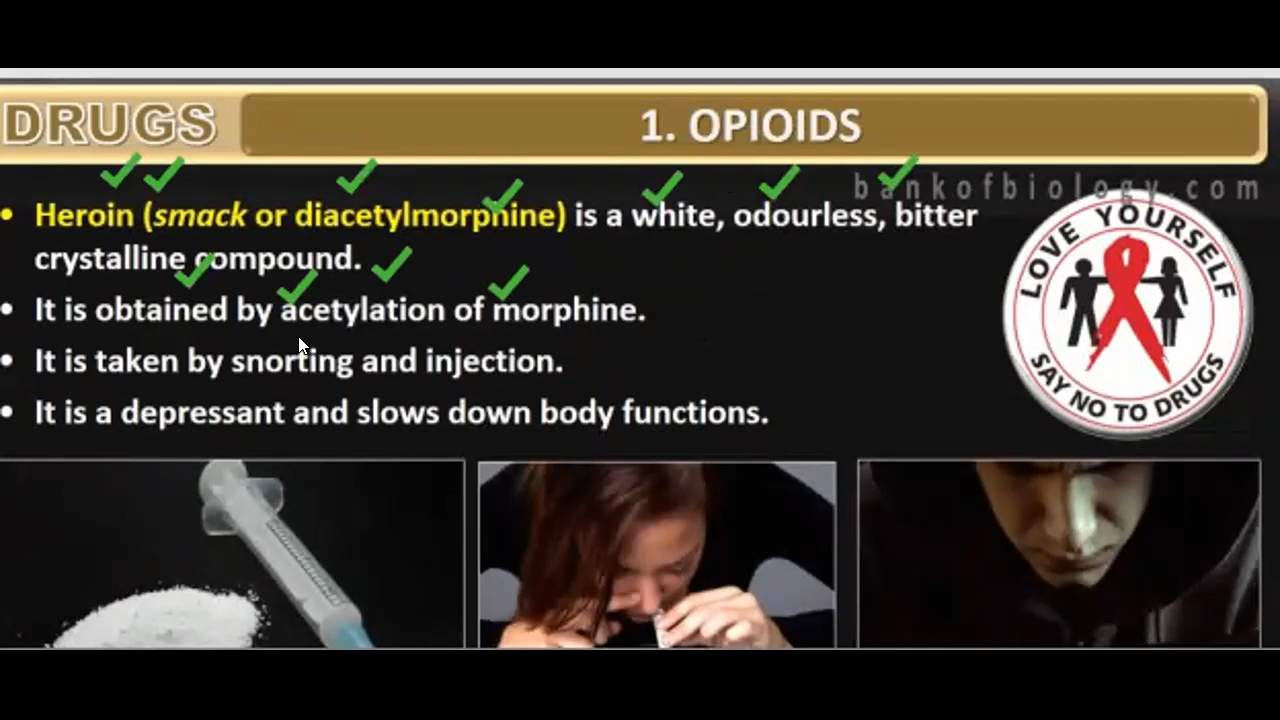 DRUGS
1. OPIOIDS
bankofbiology.com
• Heroin (smack or diacetylmorphine) is a white, odourless, bitter
crystalline compound.
• It is obtained by acetylation of morphine.
• It is taken by snorting and injection.
• It is a depressant and slows down body functions.
LOVE YOURSELF
SAY NO TO DRUGS